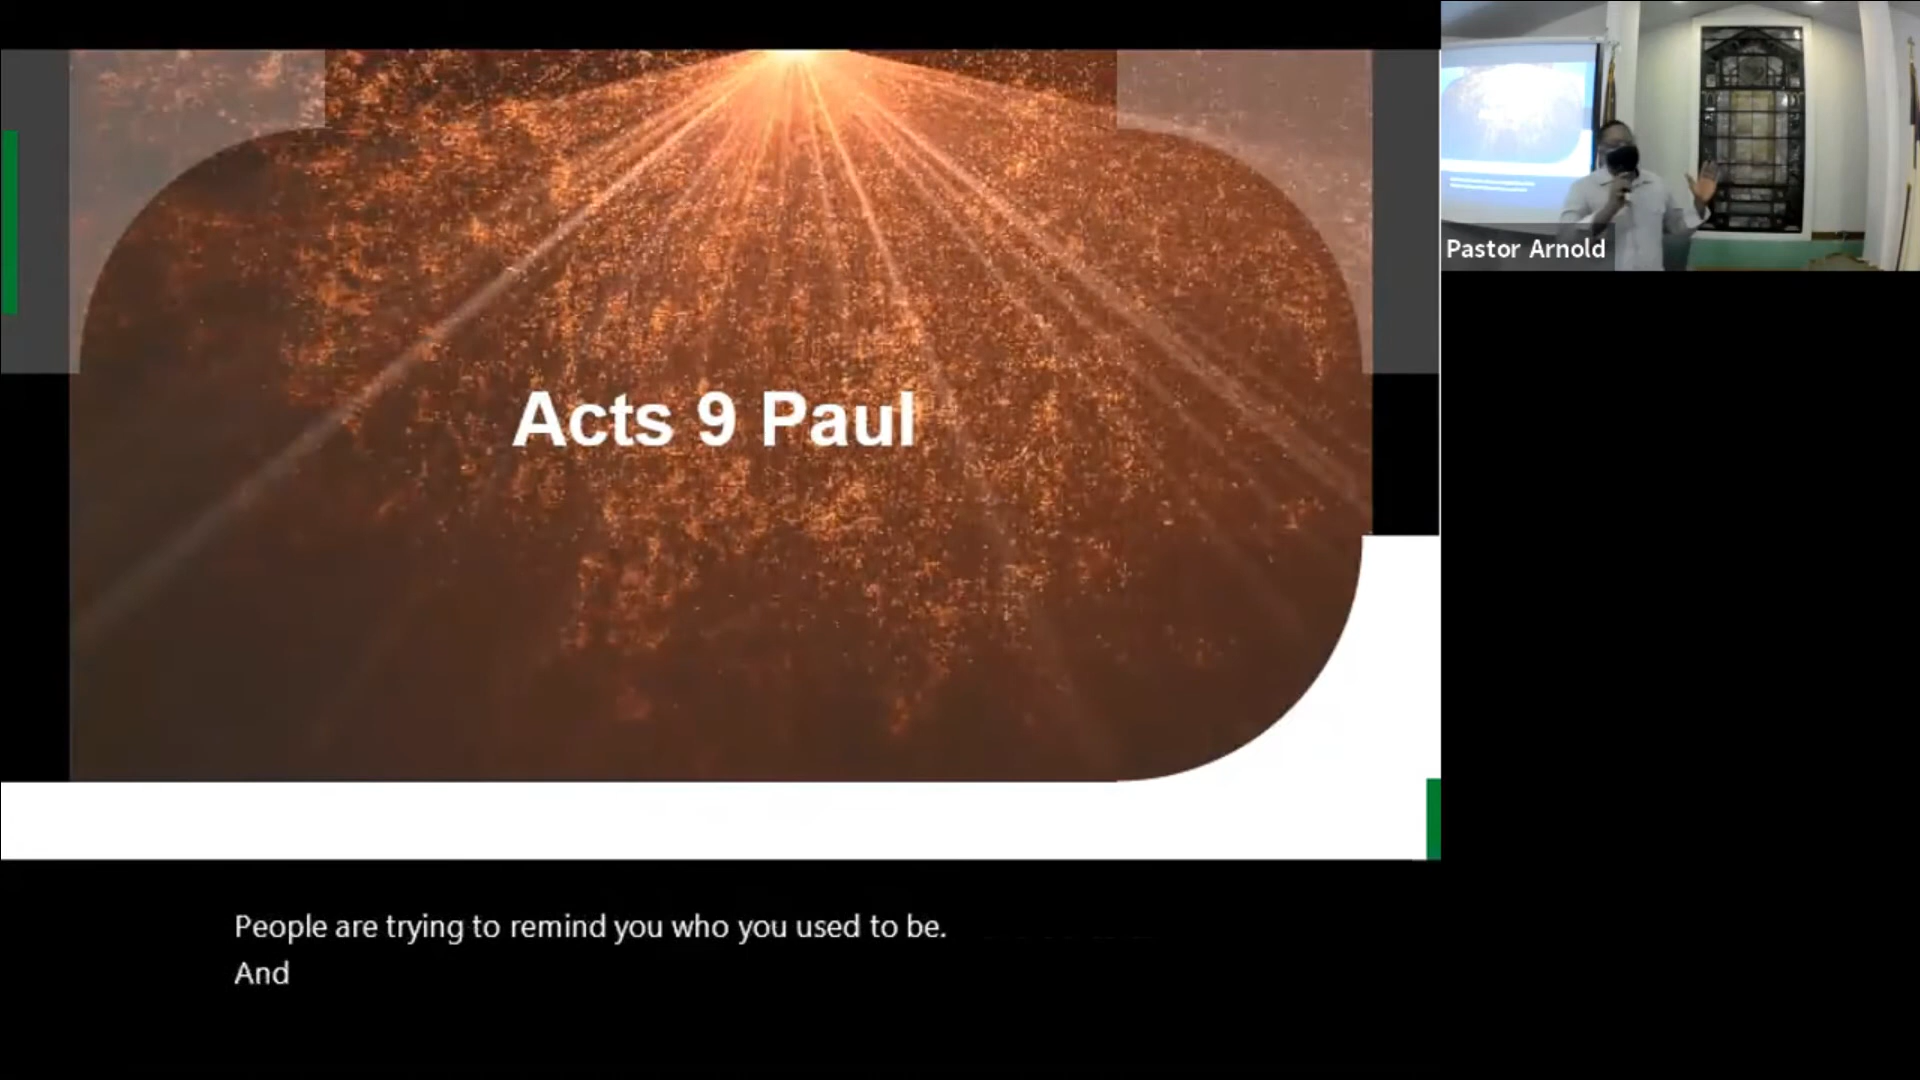 Acts 9 Paul
Pastor Arnold
People are trying to remind you who you used to be.
And